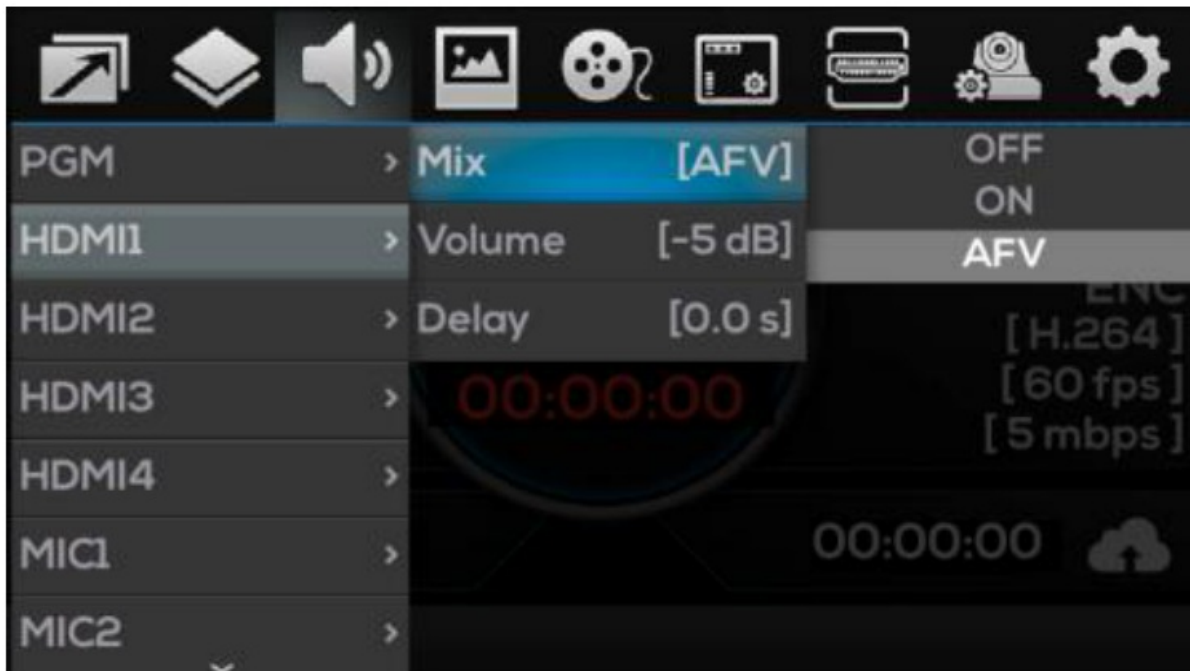 PGM
HDMI1
HDMI2
HDMI3
HDMI4
MIC1
MIC2
Mix [AFV]
Volume [-5 dB]
Delay [0.0 s]
OFF
ON
AFV
ENC
[ H.264 ]
[ 60 fps ]
[ 5 mbps ]
00:00:00
00:00:00